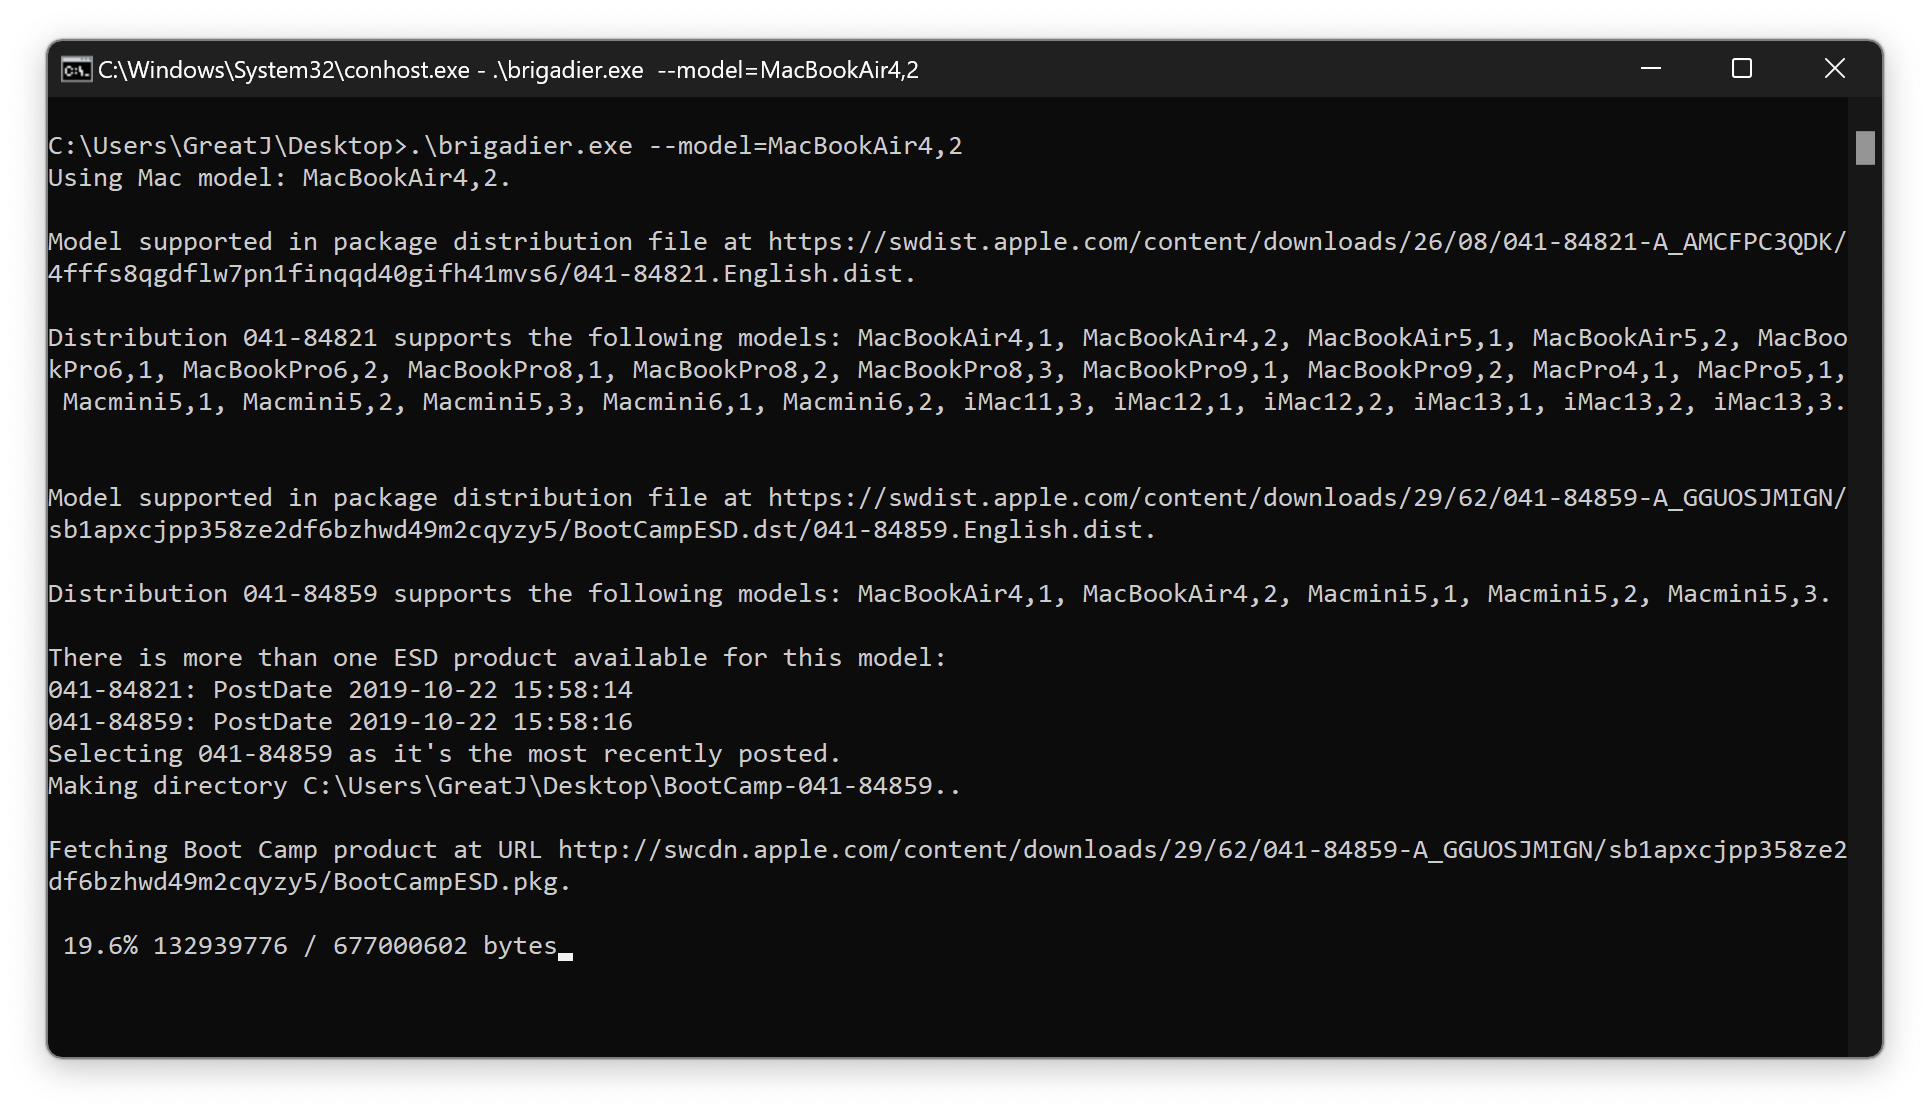 C:\Windows\System32\conhost.exe - .\brigadier.exe  --model=MacBookAir4,2
C:\Users\GreatJ\Desktop>.\brigadier.exe --model=MacBookAir4,2
Using Mac model: MacBookAir4,2.
Model supported in package distribution file at https://swdist.apple.com/content/downloads/26/08/041-84821-A_AMCFPC3QDK/
4fffs8qgdflw7pn1finqqd40gifh41mvs6/041-84821.English.dist.
Distribution 041-84821 supports the following models: MacBookAir4,1, MacBookAir4,2, MacBookAir5,1, MacBookAir5,2, MacBoo
kPro6,1, MacBookPro6,2, MacBookPro8,1, MacBookPro8,2, MacBookPro8,3, MacBookPro9,1, MacBookPro9,2, MacPro4,1, MacPro5,1,
 Macmini5,1, Macmini5,2, Macmini5,3, Macmini6,1, Macmini6,2, iMac11,3, iMac12,1, iMac12,2, iMac13,1, iMac13,2, iMac13,3.
Model supported in package distribution file at https://swdist.apple.com/content/downloads/29/62/041-84859-A_GGUOSJMIGN/
sb1apxcjpp358ze2df6bzhwd49m2cqyzy5/BootCampESD.dst/041-84859.English.dist.
Distribution 041-84859 supports the following models: MacBookAir4,1, MacBookAir4,2, Macmini5,1, Macmini5,2, Macmini5,3.
There is more than one ESD product available for this model:
041-84821: PostDate 2019-10-22 15:58:14
041-84859: PostDate 2019-10-22 15:58:16
Selecting 041-84859 as it's the most recently posted.
Making directory C:\Users\GreatJ\Desktop\BootCamp-041-84859..
Fetching Boot Camp product at URL http://swcdn.apple.com/content/downloads/29/62/041-84859-A_GGUOSJMIGN/sb1apxcjpp358ze2
df6bzhwd49m2cqyzy5/BootCampESD.pkg.
 19.6% 132939776 / 677000602 bytes